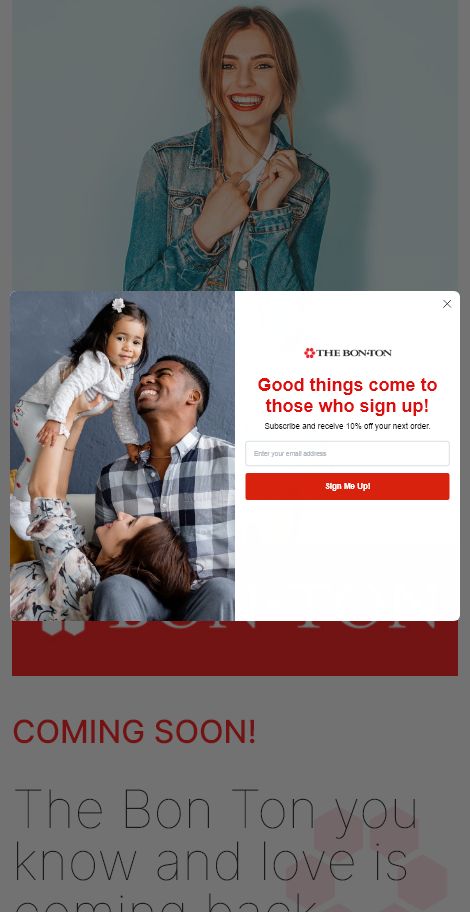 THE BON•TON
Good things come to
those who sign up!
Subscribe and receive 10% off your next order.
Enter your email address
Sign Me Up!
BON•TON
COMING SOON!
The Bon Ton you
know and love is
coming back